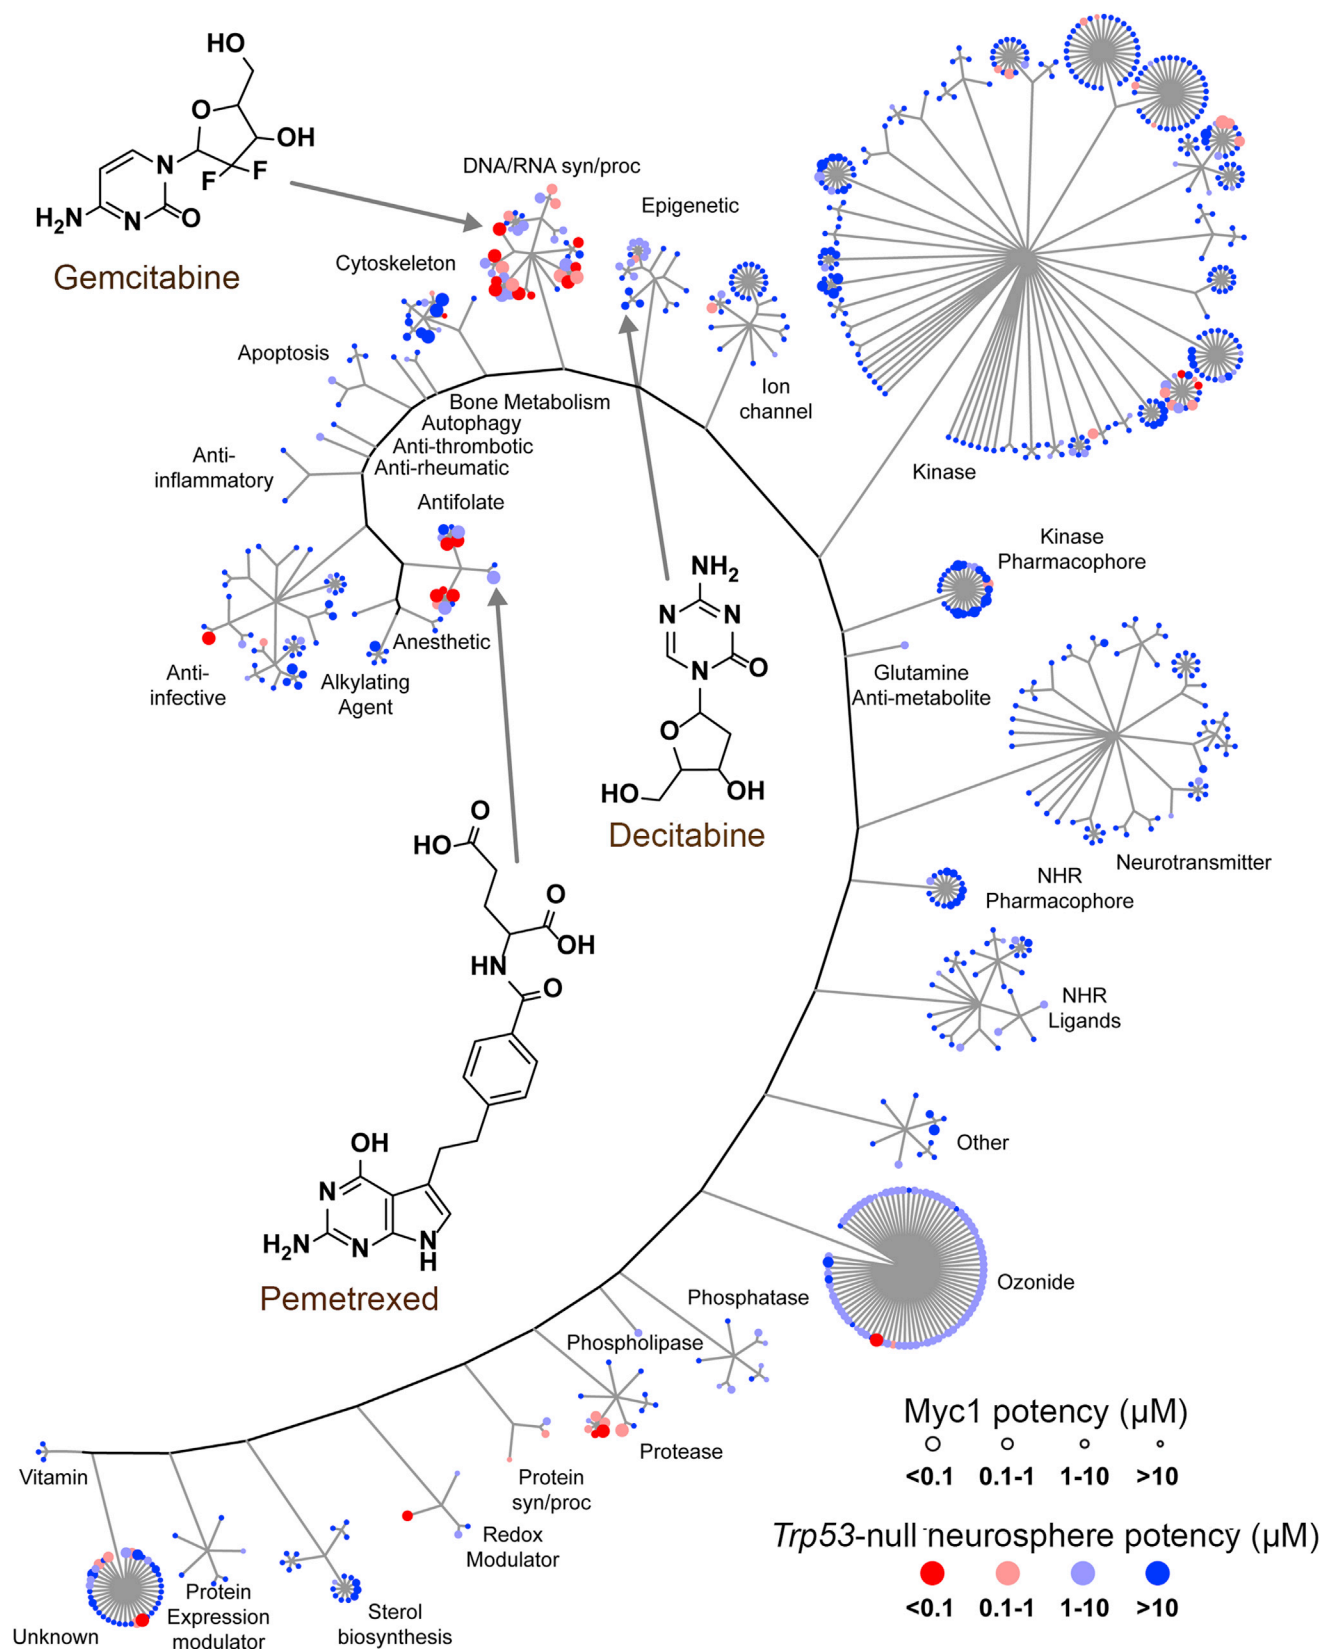 HO
O
OH
N
F
F
H2N
N
O
Gemcitabine
DNA/RNA syn/proc
Epigenetic
Cytoskeleton
Apoptosis
Ion
channel
Bone Metabolism
Autophagy
Anti-thrombotic
Anti-rheumatic
Anti-
inflammatory
Antifolate
Kinase
Kinase
Pharmacophore
NH2
N
N
N
O
O
HO
OH
Decitabine
Anesthetic
Glutamine
Anti-metabolite
Anti-
infective
Alkylating
Agent
Neurotransmitter
NHR
Pharmacophore
O
HO
O
OH
HN
O
OH
N
H2N
N
N
H
Pemetrexed
NHR
Ligands
Other
Ozonide
Phosphatase
Phospholipase
Protease
Protein
syn/proc
Redox
Modulator
Vitamin
Protein
Expression
modulator
Sterol
biosynthesis
Unknown
Myc1 potency (µM)
<0.1 0.1-1 1-10 >10
Trp53-null neurosphere potency (µM)
<0.1 0.1-1 1-10 >10